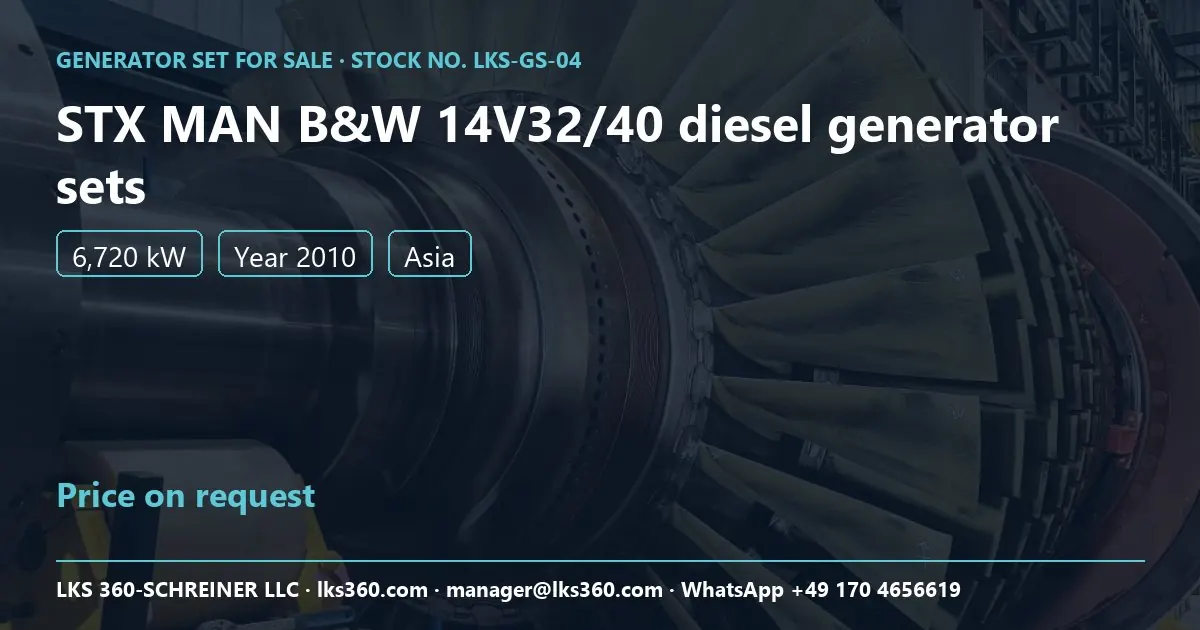 GENERATOR SET FOR SALE · STOCK NO. LKS-GS-04
STX MAN B&W 14V32/40 diesel generator
sets
6,720 kW
Year 2010
Asia
Price on request
LKS 360-SCHREINER LLC · lks360.com · manager@lks360.com · WhatsApp +49 170 4656619